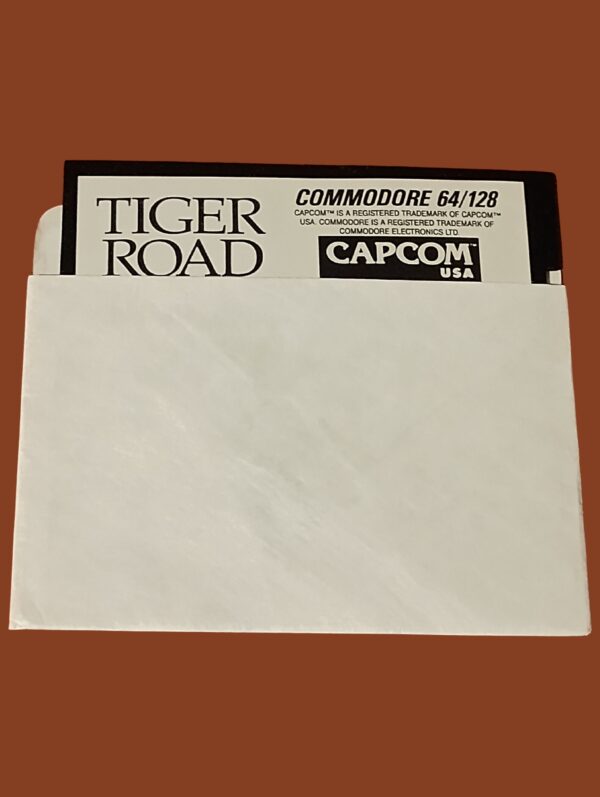 TIGER
ROAD
COMMODORE 64/128
CAPCOM™ IS A REGISTERED TRADEMARK OF CAPCOM™
USA. COMMODORE IS A REGISTERED TRADEMARK OF
COMMODORE ELECTRONICS LTD.
CAPCOM™
USA